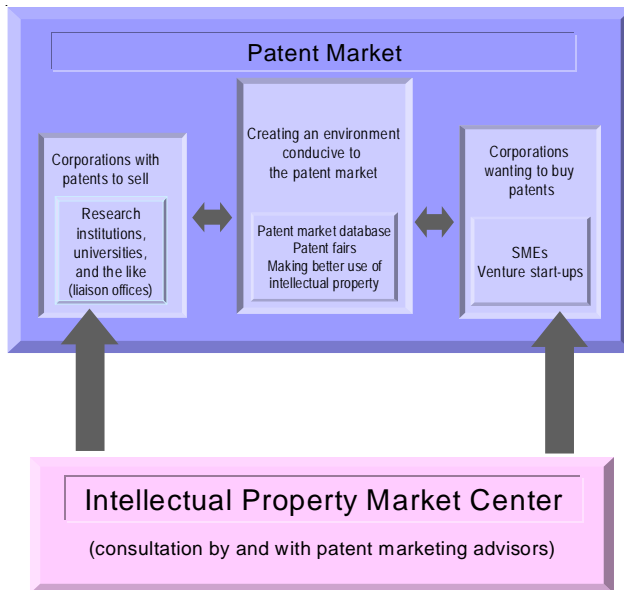 Patent Market
Corporations with
patents to sell
Research
institutions,
universities,
and the like
(liaison offices)
Creating an environment
conducive to
the patent market
Patent market database
Patent fairs
Making better use of
intellectual property
Corporations
wanting to buy
patents
SMEs
Venture start-ups
Intellectual Property Market Center
(consultation by and with patent marketing advisors)